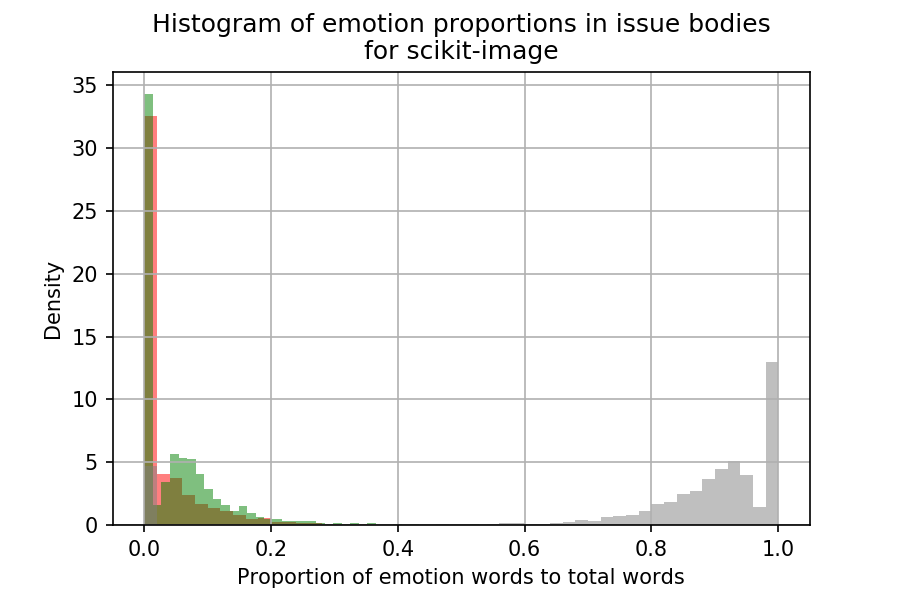 Histogram of emotion proportions in issue bodies
for scikit-image
35
30
25
20
15
10
5
0
Density
0.0 0.2 0.4 0.6 0.8 1.0
Proportion of emotion words to total words